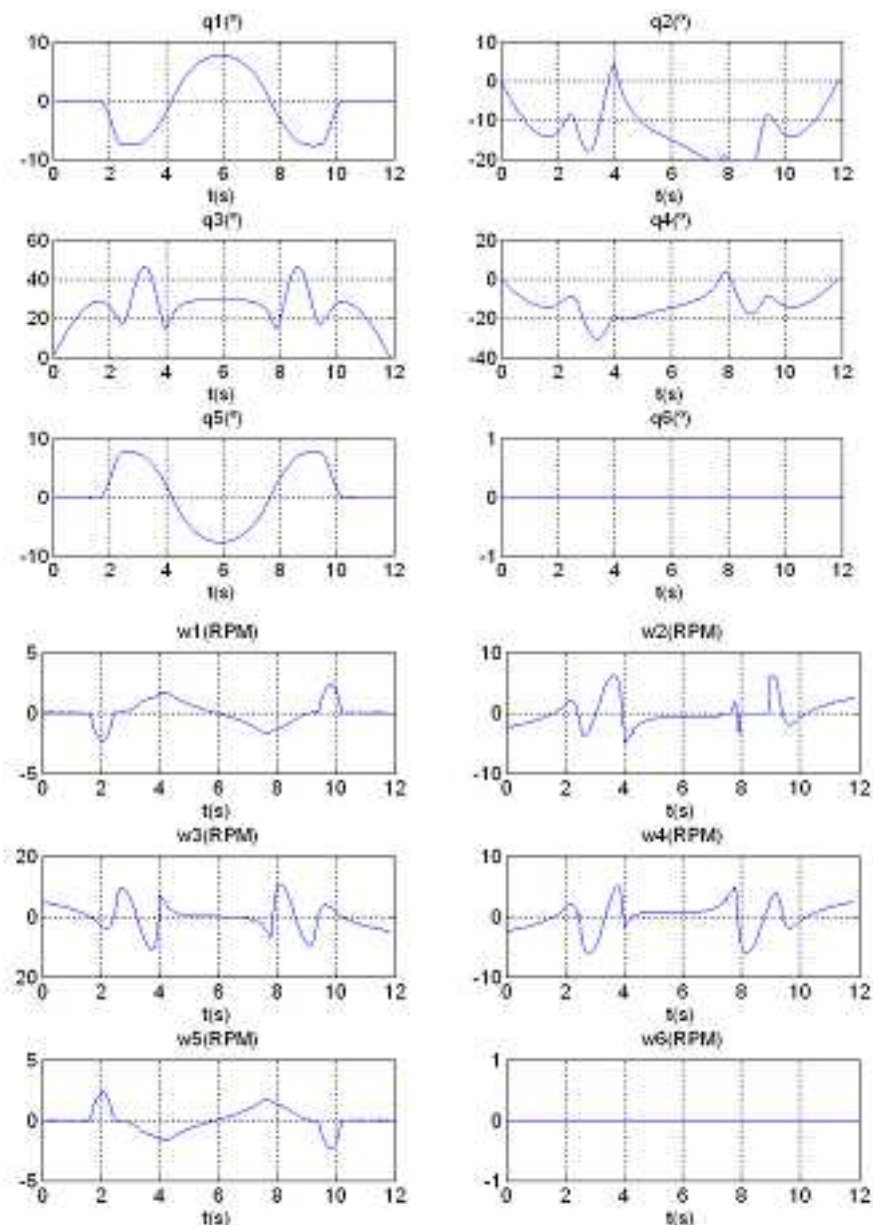 q1(º) q2(º)
10 10
0 0
-10
-10 -20
0 2 4 6 8 10 12 0 2 4 6 8 10 12
t(s) t(s)
q3(º) q4(º)
60 20
40 0
20 -20
0 -40
0 2 4 6 8 10 12 0 2 4 6 8 10 12
t(s) t(s)
q5(º) q6(º)
10 1
0 0
-10 -1
0 2 4 6 8 10 12 0 2 4 6 8 10 12
t(s) t(s)
w1(RPM) w2(RPM)
5 10
0 0
-5 -10
0 2 4 6 8 10 12 0 2 4 6 8 10 12
t(s) t(s)
w3(RPM) w4(RPM)
20 10
0 0
20 -10
0 2 4 6 8 10 12 0 2 4 6 8 10 12
t(s) t(s)
w5(RPM) w6(RPM)
5 1
0 0
-5 -1
0 2 4 6 8 10 12 0 2 4 6 8 10 12
t(s) t(s)